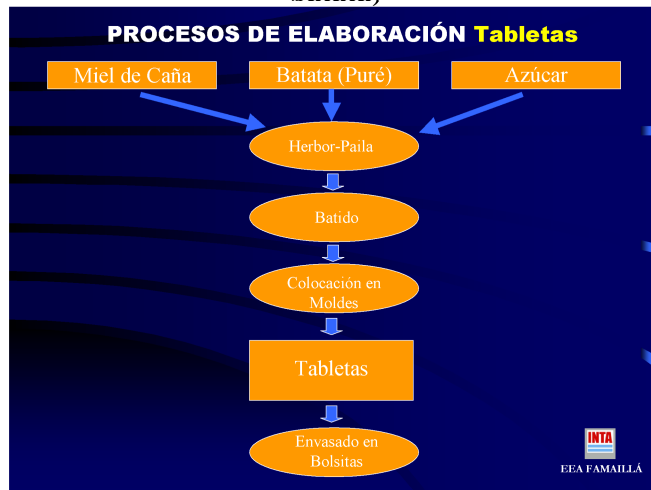 PROCESOS DE ELABORACIÓN Tabletas
Miel de Caña
Batata (Puré)
Azúcar
Herbor-Paila
Batido
Colocación en
Moldes
Tabletas
Envasado en
Bolsitas
INTA
EEA FAMAILLÁ